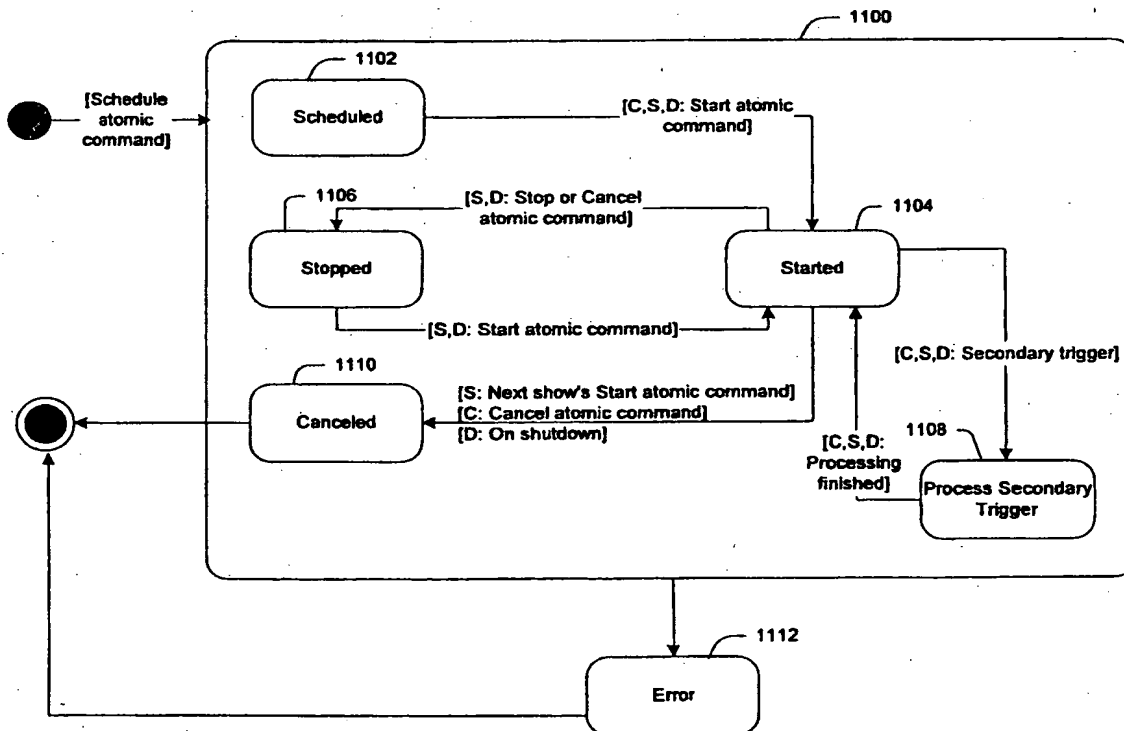 1100
1102
[Schedule
atomic
command]
Scheduled
[C,S,D: Start atomic
command]
1106
[S,D: Stop or Cancel
atomic command]
1104
Stopped
Started
[S,D: Start atomic command]
[C,S,D: Secondary trigger]
1110
[S: Next show's Start atomic command]
[C: Cancel atomic command]
[D: On shutdown]
Canceled
[C,S,D:
Processing
finished]
1108
Process Secondary
Trigger
1112
Error